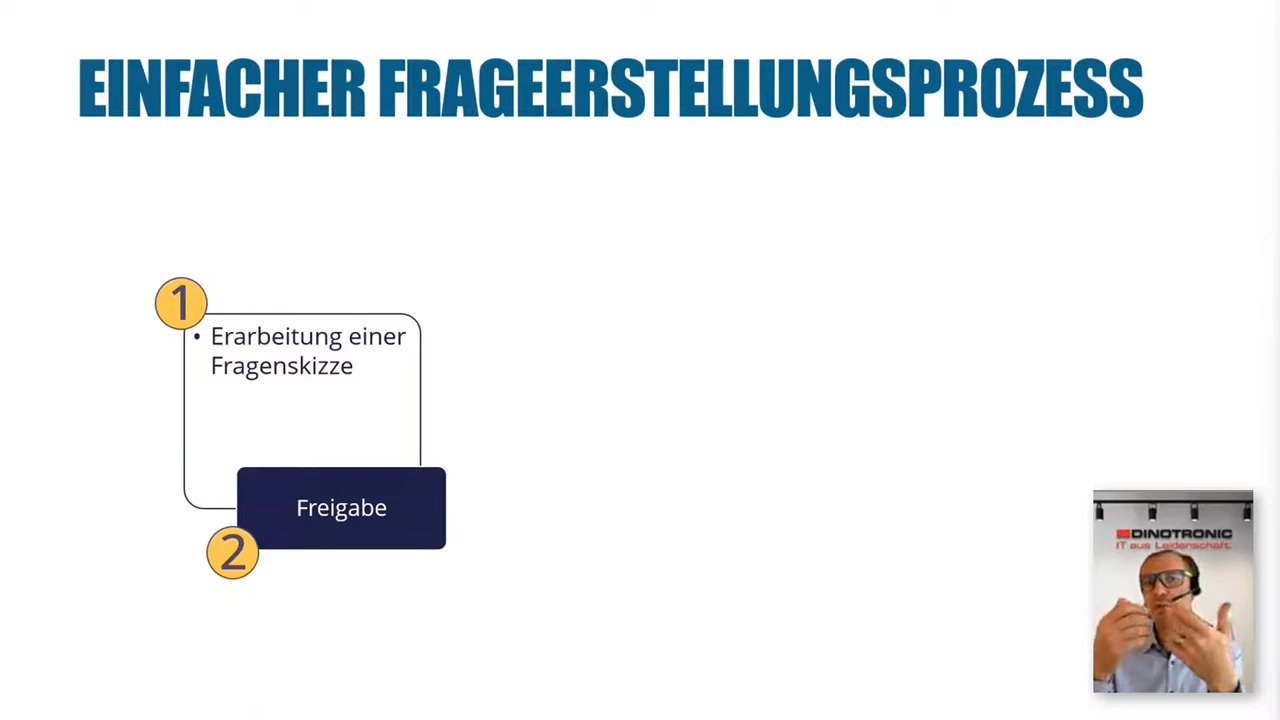 EINFACHER FRAGEERSTELLUNGSPROZESS
1
• Erarbeitung einer
Fragenskizze
Freigabe
2
DINOTRONIC
IT aus Leidenschaft.